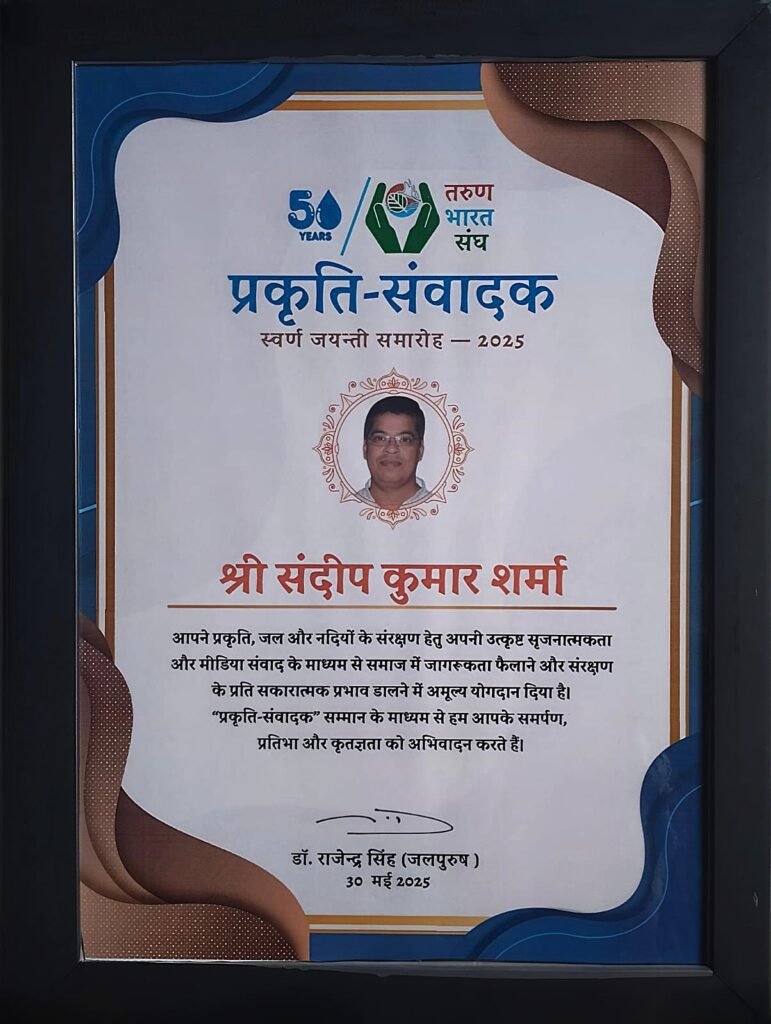 50
YEARS
तरुण
भारत
संघ
प्रकृति-संवादक
स्वर्ण जयन्ती समारोह — 2025
श्री संदीप कुमार शर्मा
आपने प्रकृति, जल और नदियों के संरक्षण हेतु अपनी उत्कृष्ट सृजनात्मकता
और मीडिया संवाद के माध्यम से समाज में जागरूकता फैलाने और संरक्षण
के प्रति सकारात्मक प्रभाव डालने में अमूल्य योगदान दिया है।
“प्रकृति-संवादक” सम्मान के माध्यम से हम आपके समर्पण,
प्रतिभा और कृतज्ञता को अभिवादन करते हैं।
डॉ. राजेन्द्र सिंह (जलपुरुष )
30 मई 2025